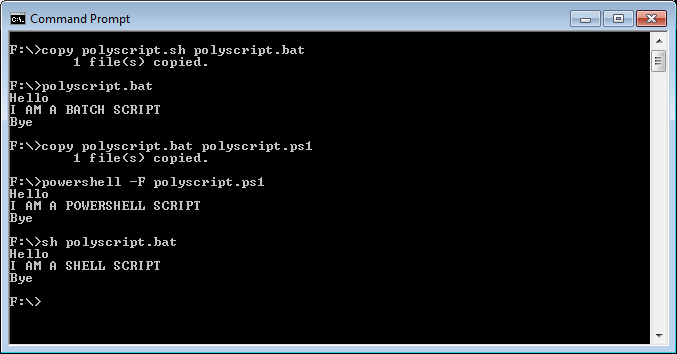 Command Prompt
F:\>copy polyscript.sh polyscript.bat
        1 file(s) copied.
F:\>polyscript.bat
Hello
I AM A BATCH SCRIPT
Bye
F:\>copy polyscript.bat polyscript.ps1
        1 file(s) copied.
F:\>powershell -F polyscript.ps1
Hello
I AM A POWERSHELL SCRIPT
Bye
F:\>sh polyscript.bat
Hello
I AM A SHELL SCRIPT
Bye
F:\>